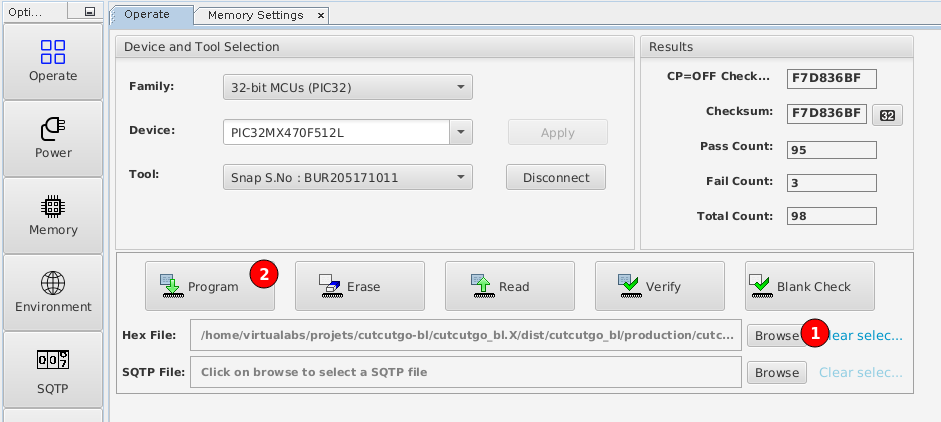 Opti...
Operate
Power
Memory
Environment
SQTP
Operate
Memory Settings x
Device and Tool Selection
Family:
32-bit MCUs (PIC32)
Device:
PIC32MX470F512L
Apply
Tool:
Snap S.No : BUR205171011
Disconnect
Results
CP=OFF Check...
F7D836BF
Checksum:
F7D836BF
32
Pass Count:
95
Fail Count:
3
Total Count:
98
Program
2
Erase
Read
Verify
Blank Check
Hex File:
/home/virtualabs/projets/cutcutgo-bl/cutcutgo_bl.X/dist/cutcutgo_bl/production/cutc...
Browse
1
lear selec...
SQTP File:
Click on browse to select a SQTP file
Browse
Clear selec...